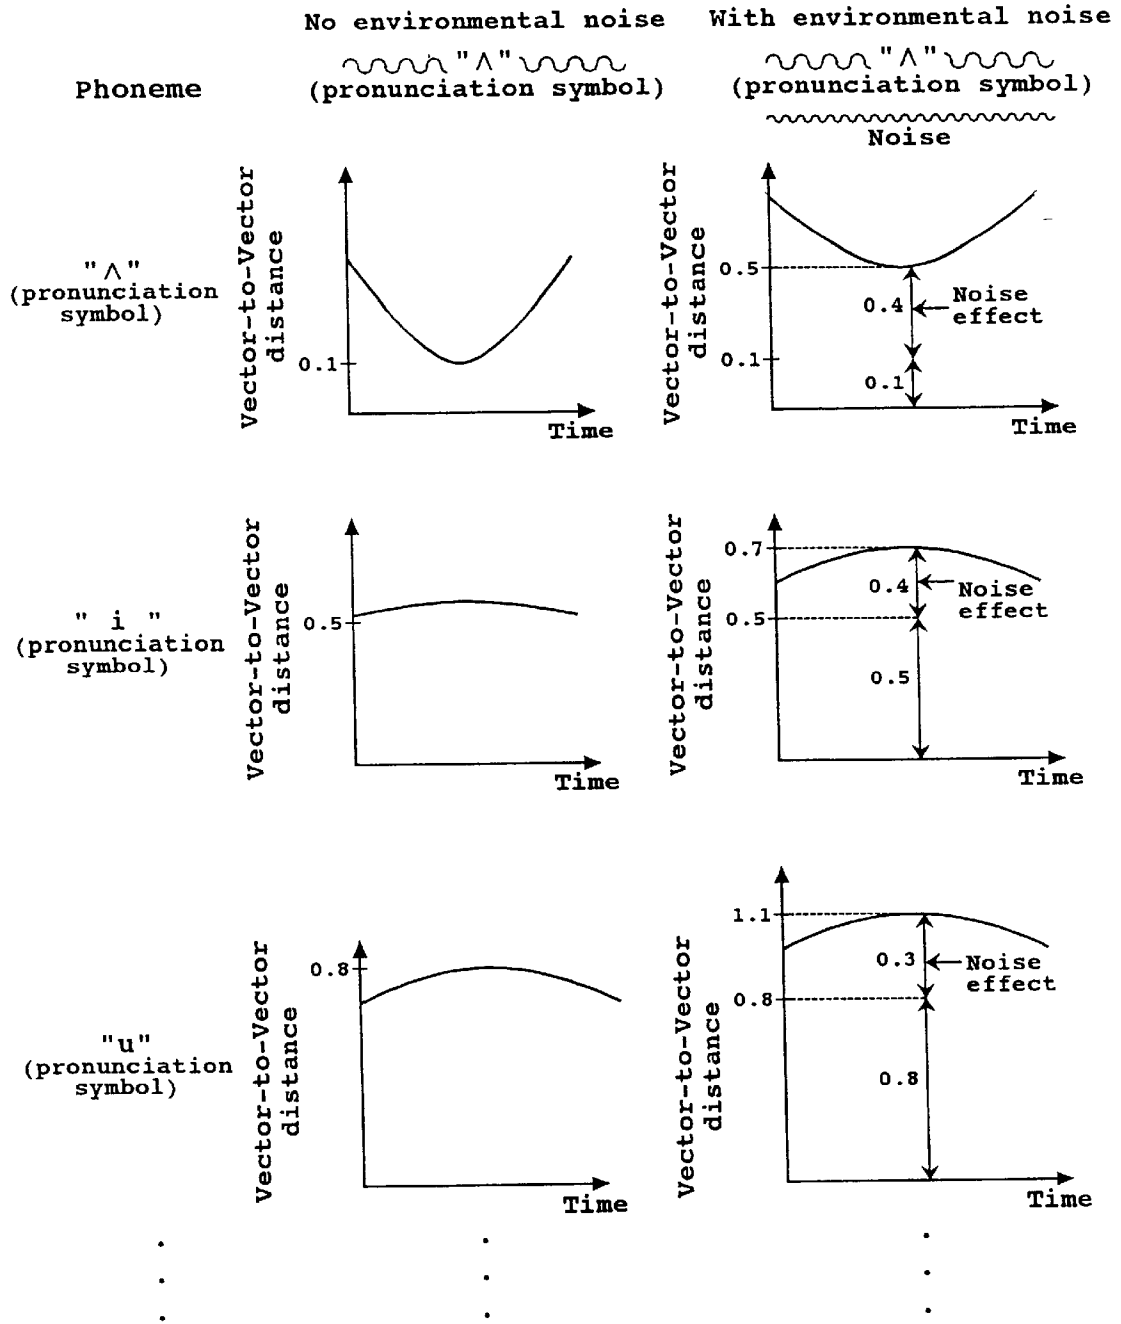 No environmental noise
With environmental noise
"Λ"
"Λ"
Phoneme
(pronunciation symbol)
(pronunciation symbol)
Noise
"Λ"
(pronunciation
symbol)
Vector-to-Vector
distance
0.1
Time
Vector-to-Vector
distance
0.5
0.4
Noise
effect
0.1
0.1
Time
" i "
(pronunciation
symbol)
Vector-to-Vector
distance
0.5
Time
Vector-to-Vector
distance
0.7
0.4
Noise
effect
0.5
0.5
Time
"u"
(pronunciation
symbol)
Vector-to-Vector
distance
0.8
Time
Vector-to-Vector
distance
1.1
0.3
Noise
effect
0.8
0.8
Time